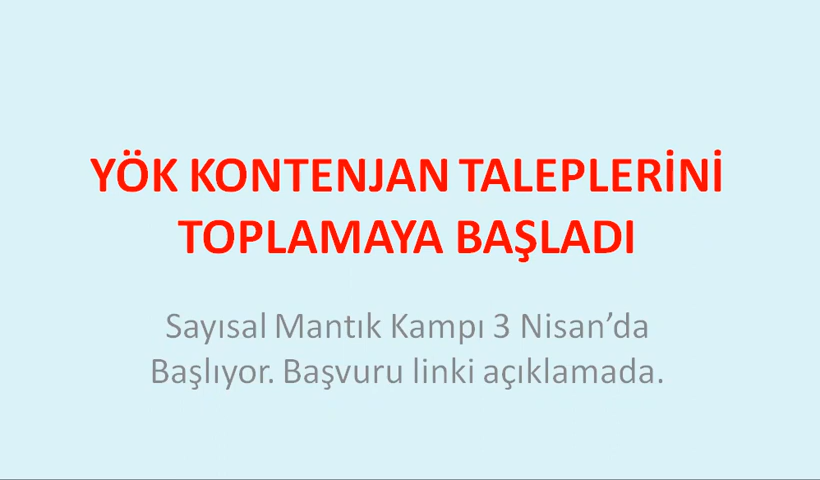 YÖK KONTENJAN TALEPLERİNİ
TOPLAMAYA BAŞLADI
Sayısal Mantık Kampı 3 Nisan’da
Başlıyor. Başvuru linki açıklamada.